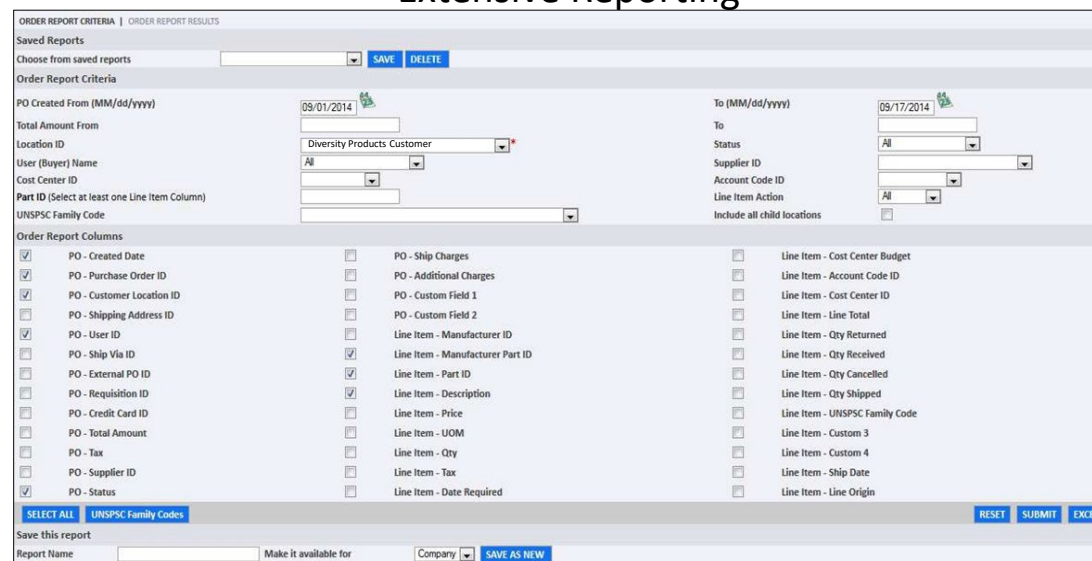 Extensive Reporting
ORDER REPORT CRITERIA | ORDER REPORT RESULTS
Saved Reports
Choose from saved reports SAVE DELETE
Order Report Criteria
PO Created From (MM/dd/yyyy) 09/01/2014 To (MM/dd/yyyy) 09/17/2014
Total Amount From To
Location ID Diversity Products Customer * Status All
User (Buyer) Name All Supplier ID
Cost Center ID Account Code ID
Part ID (Select at least one Line Item Column) Line Item Action All
UNSPSC Family Code Include all child locations
Order Report Columns
PO - Created Date PO - Ship Charges Line Item - Cost Center Budget
PO - Purchase Order ID PO - Additional Charges Line Item - Account Code ID
PO - Customer Location ID PO - Custom Field 1 Line Item - Cost Center ID
PO - Shipping Address ID PO - Custom Field 2 Line Item - Line Total
PO - User ID Line Item - Manufacturer ID Line Item - Qty Returned
PO - Ship Via ID Line Item - Manufacturer Part ID Line Item - Qty Received
PO - External PO ID Line Item - Part ID Line Item - Qty Cancelled
PO - Requisition ID Line Item - Description Line Item - Qty Shipped
PO - Credit Card ID Line Item - Price Line Item - UNSPSC Family Code
PO - Total Amount Line Item - UOM Line Item - Custom 3
PO - Tax Line Item - Qty Line Item - Custom 4
PO - Supplier ID Line Item - Tax Line Item - Ship Date
PO - Status Line Item - Date Required Line Item - Line Origin
SELECT ALL UNSPSC Family Codes RESET SUBMIT EXCE
Save this report
Report Name Make it available for Company SAVE AS NEW